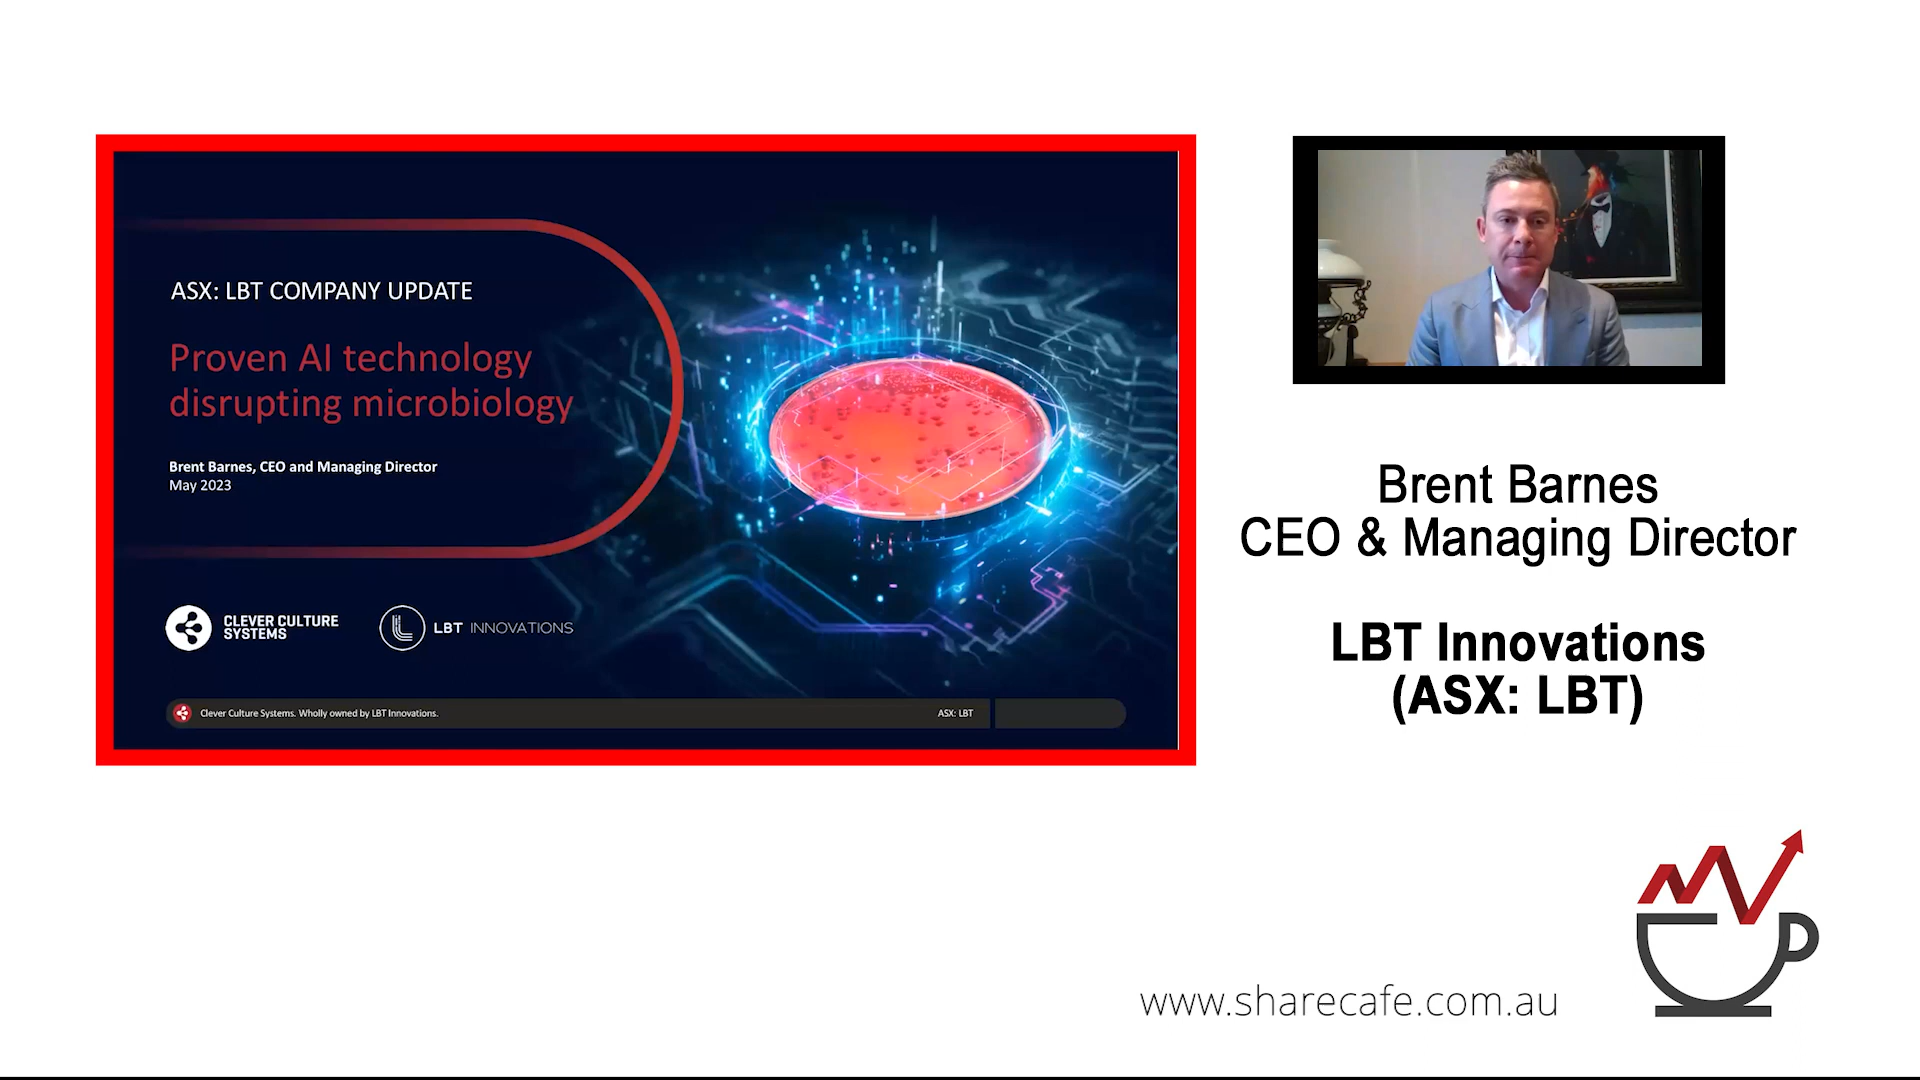 ASX: LBT COMPANY UPDATE
Proven AI technology
disrupting microbiology
Brent Barnes, CEO and Managing Director
May 2023
CLEVER CULTURE
SYSTEMS
LBT INNOVATIONS
Clever Culture Systems. Wholly owned by LBT Innovations.
ASX: LBT
Brent Barnes
CEO & Managing Director
LBT Innovations
(ASX: LBT)
www.sharecafe.com.au